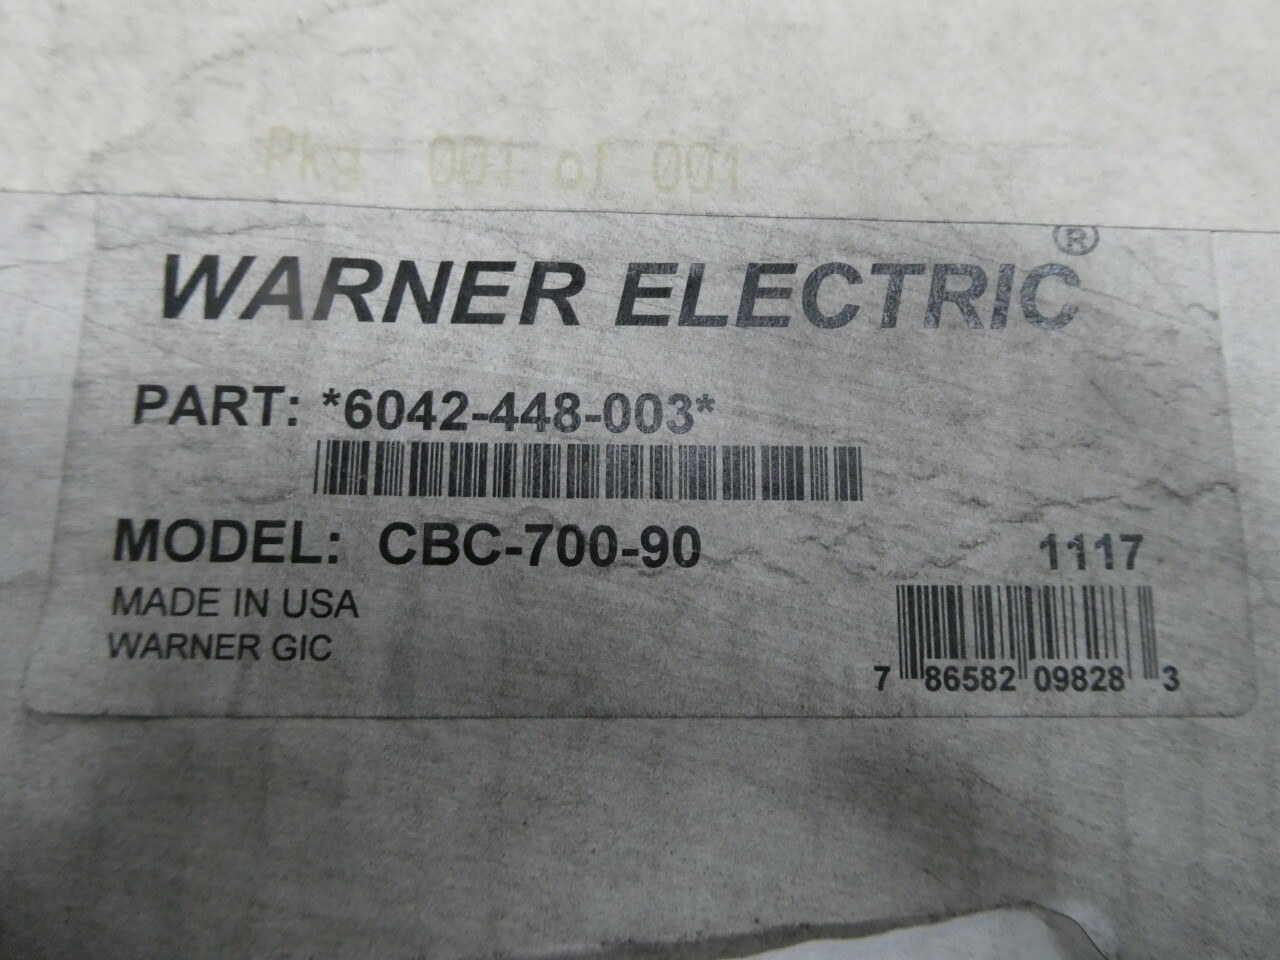 Pkg 001 of 001
WARNER ELECTRIC®
PART: *6042-448-003*
MODEL: CBC-700-90
1117
MADE IN USA
WARNER GIC
7 86582 09828 3